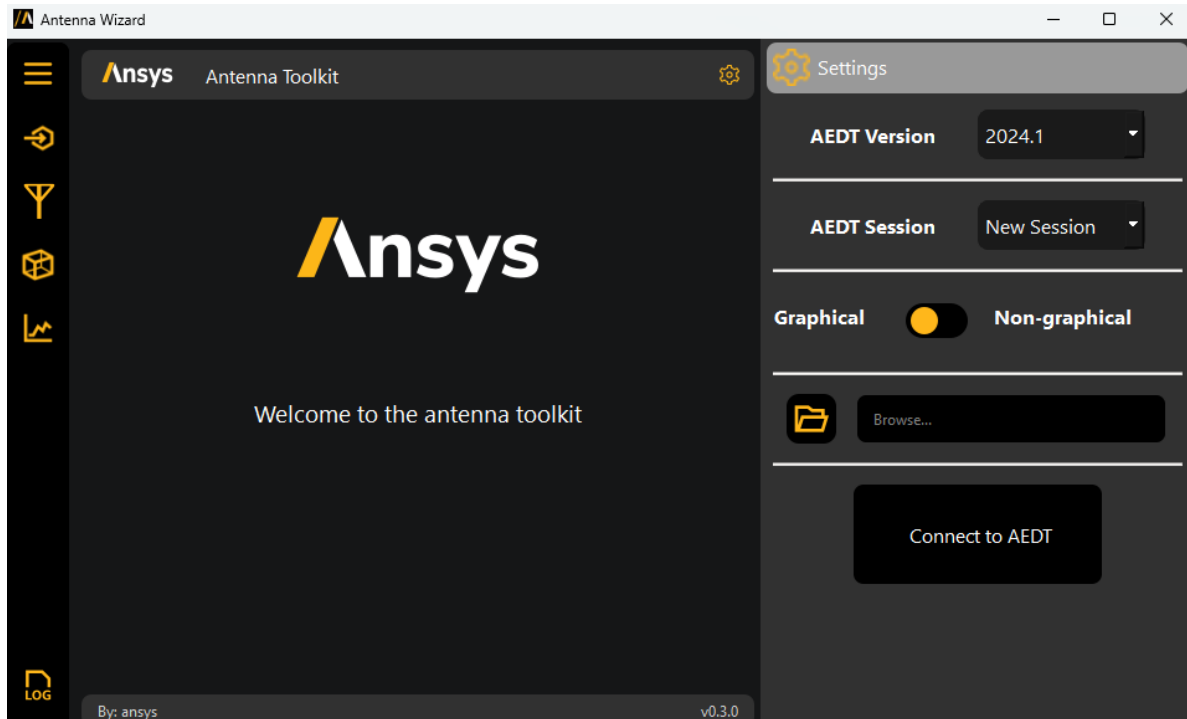 Antenna Wizard
Ansys Antenna Toolkit
Settings
AEDT Version 2024.1
AEDT Session New Session
Ansys
Graphical Non-graphical
Welcome to the antenna toolkit
Browse...
Connect to AEDT
LOG
By: ansys v0.3.0